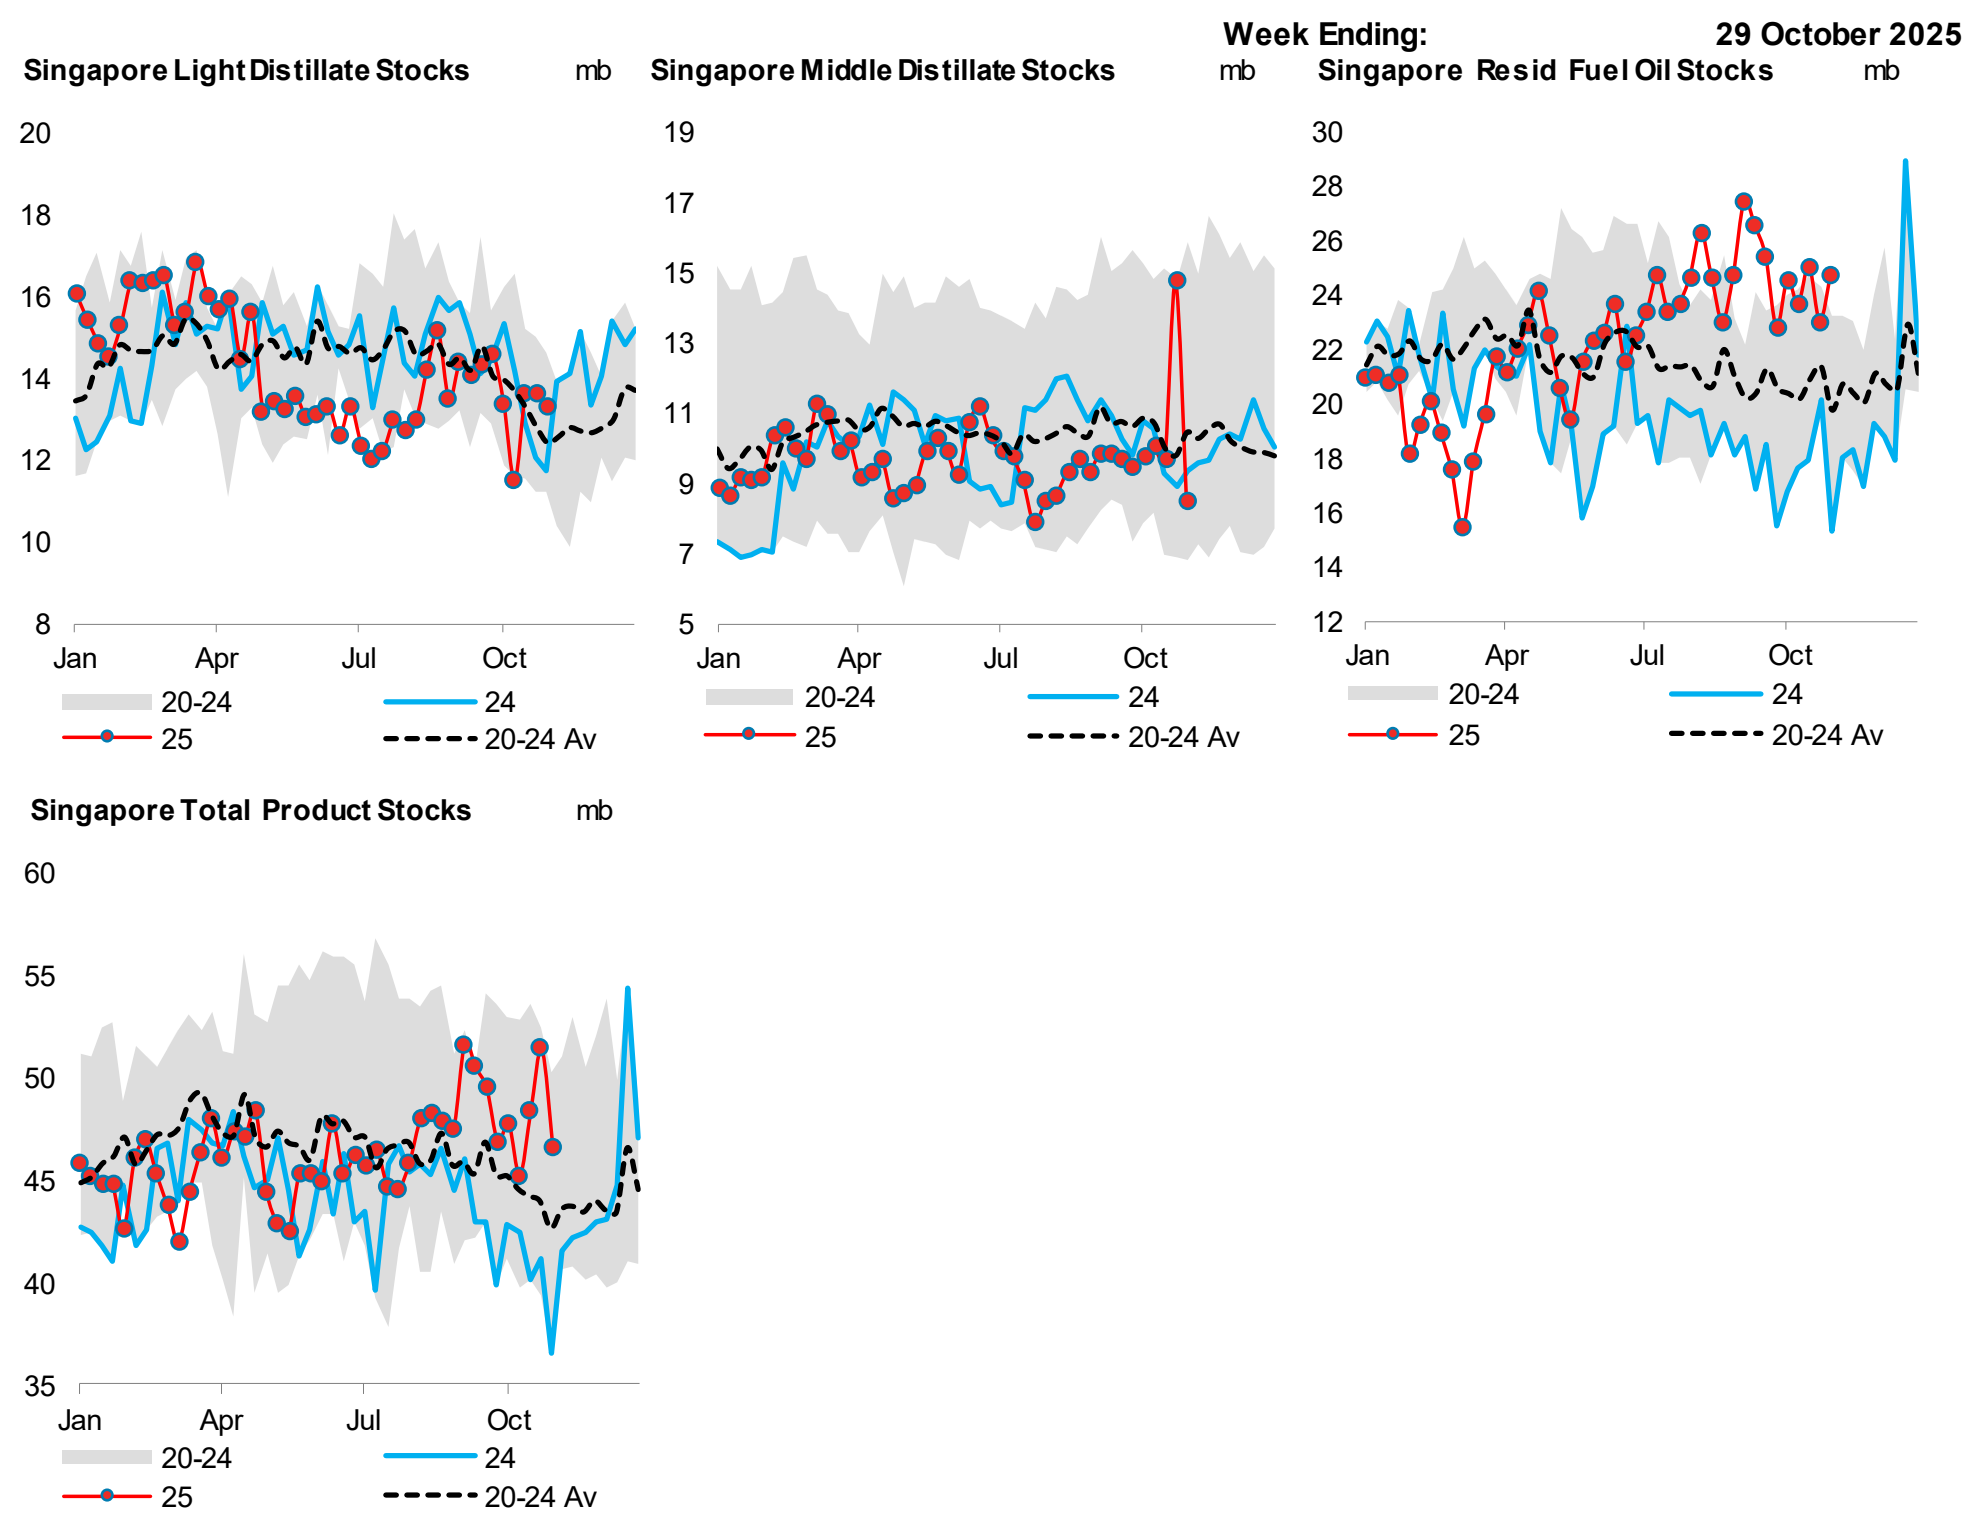 Week Ending: 29 October 2025
Singapore Light Distillate Stocks mb
20
18
16
14
12
10
8
Jan Apr Jul Oct
20-24 24
25 20-24 Av
Singapore Middle Distillate Stocks mb
19
17
15
13
11
9
7
5
Jan Apr Jul Oct
20-24 24
25 20-24 Av
Singapore Resid Fuel Oil Stocks mb
30
28
26
24
22
20
18
16
14
12
Jan Apr Jul Oct
20-24 24
25 20-24 Av
Singapore Total Product Stocks mb
60
55
50
45
40
35
Jan Apr Jul Oct
20-24 24
25 20-24 Av